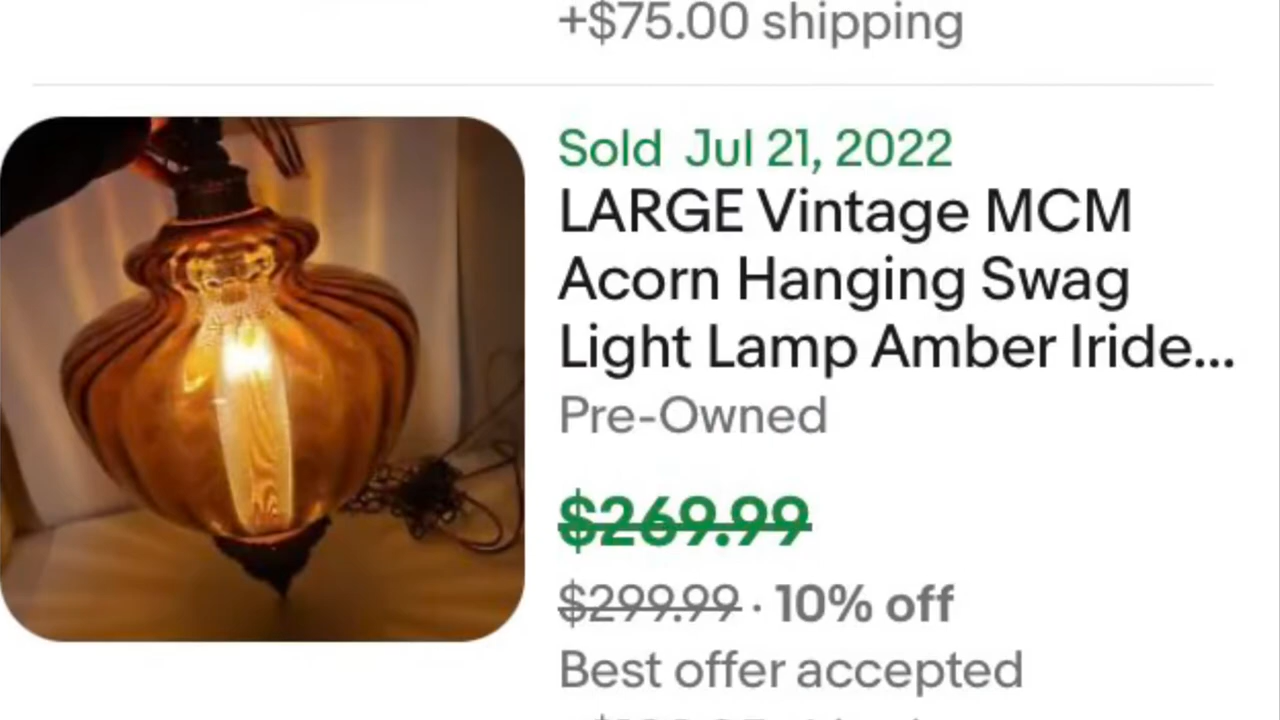 +$75.00 shipping
Sold Jul 21, 2022
LARGE Vintage MCM
Acorn Hanging Swag
Light Lamp Amber Iride...
Pre-Owned
$269.99
$299.99 · 10% off
Best offer accepted